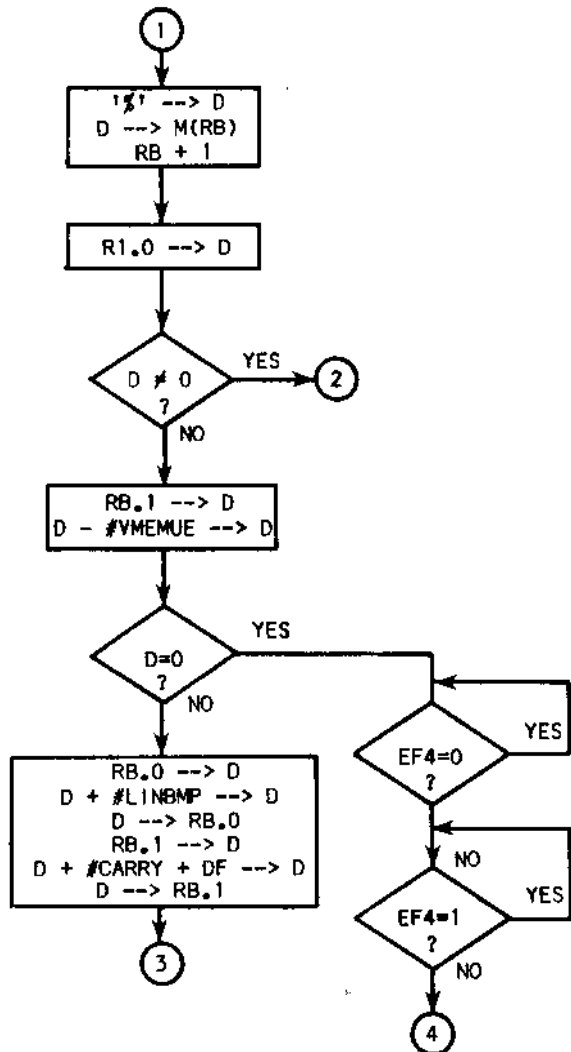 1
'%' --> D
D --> M(RB)
RB + 1
R1.0 --> D
D ≠ 0
?
YES
2
NO
RB.1 --> D
D - #VMEMUE --> D
D=0
?
YES
NO
RB.0 --> D
D + #LINBMP --> D
D --> RB.0
RB.1 --> D
D + #CARRY + DF --> D
D --> RB.1
3
EF4=0
?
YES
NO
EF4=1
?
YES
NO
4